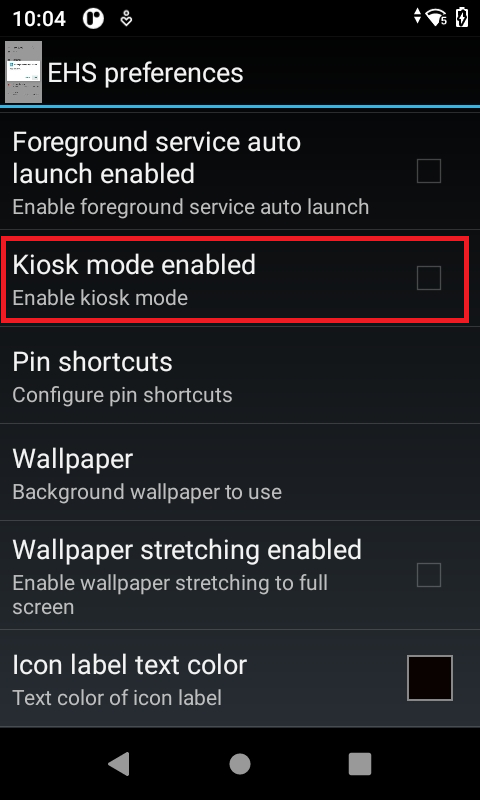 10:04
EHS preferences
Foreground service auto
launch enabled
Enable foreground service auto launch
Kiosk mode enabled
Enable kiosk mode
Pin shortcuts
Configure pin shortcuts
Wallpaper
Background wallpaper to use
Wallpaper stretching enabled
Enable wallpaper stretching to full
screen
Icon label text color
Text color of icon label